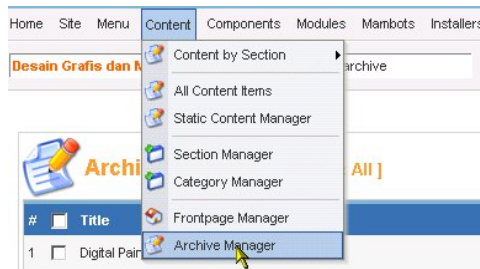 Home Site Menu Content Components Modules Mambots Installers
Desain Grafis dan
Content by Section
archive
All Content Items
Static Content Manager
Section Manager
Archi
All ]
Category Manager
# Title
Frontpage Manager
1 Digital Pain
Archive Manager